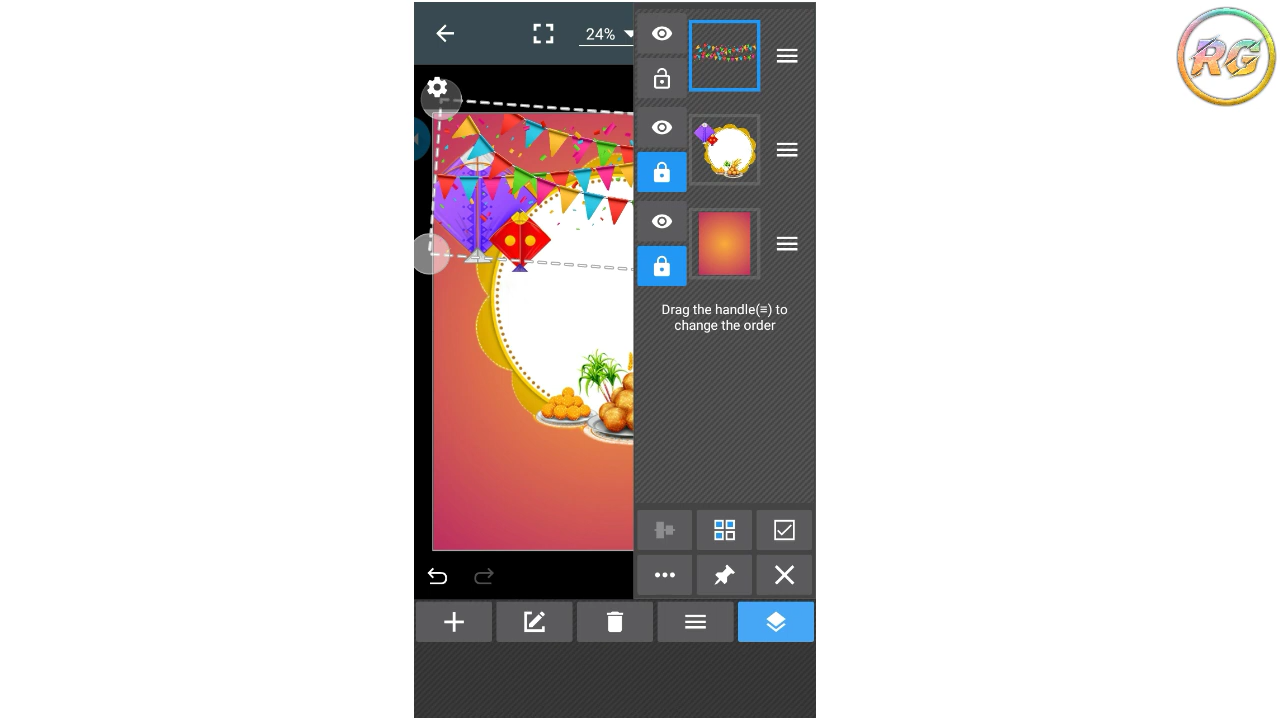 24%
RG
Drag the handle(≡) to
change the order